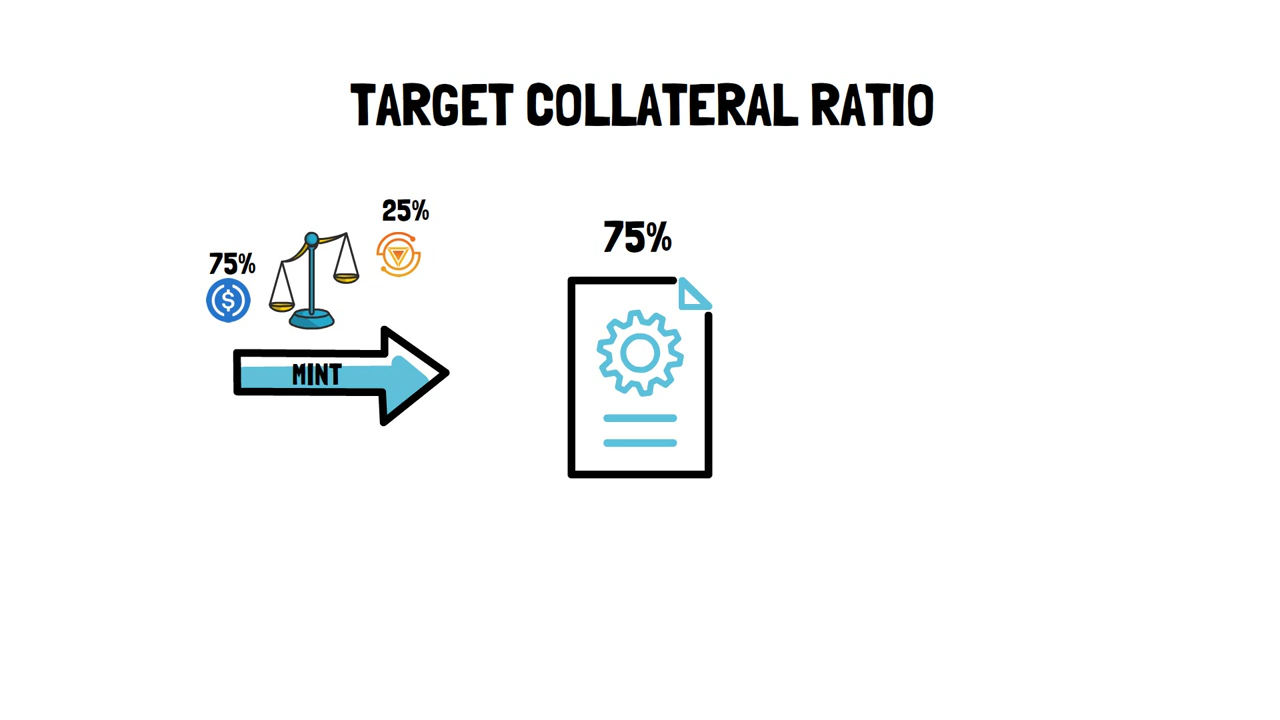 TARGET COLLATERAL RATIO
25%
75%
75%
$
MINT